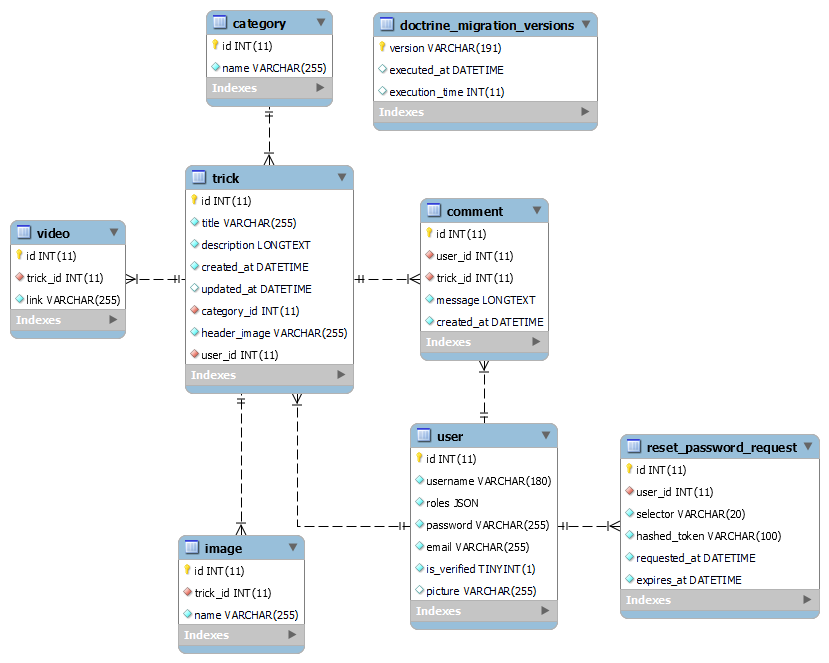 category
id INT(11)
name VARCHAR(255)
Indexes
doctrine_migration_versions
version VARCHAR(191)
executed_at DATETIME
execution_time INT(11)
Indexes
trick
id INT(11)
title VARCHAR(255)
description LONGTEXT
created_at DATETIME
updated_at DATETIME
category_id INT(11)
header_image VARCHAR(255)
user_id INT(11)
Indexes
video
id INT(11)
trick_id INT(11)
link VARCHAR(255)
Indexes
comment
id INT(11)
user_id INT(11)
trick_id INT(11)
message LONGTEXT
created_at DATETIME
Indexes
user
id INT(11)
username VARCHAR(180)
roles JSON
password VARCHAR(255)
email VARCHAR(255)
is_verified TINYINT(1)
picture VARCHAR(255)
Indexes
reset_password_request
id INT(11)
user_id INT(11)
selector VARCHAR(20)
hashed_token VARCHAR(100)
requested_at DATETIME
expires_at DATETIME
Indexes
image
id INT(11)
trick_id INT(11)
name VARCHAR(255)
Indexes